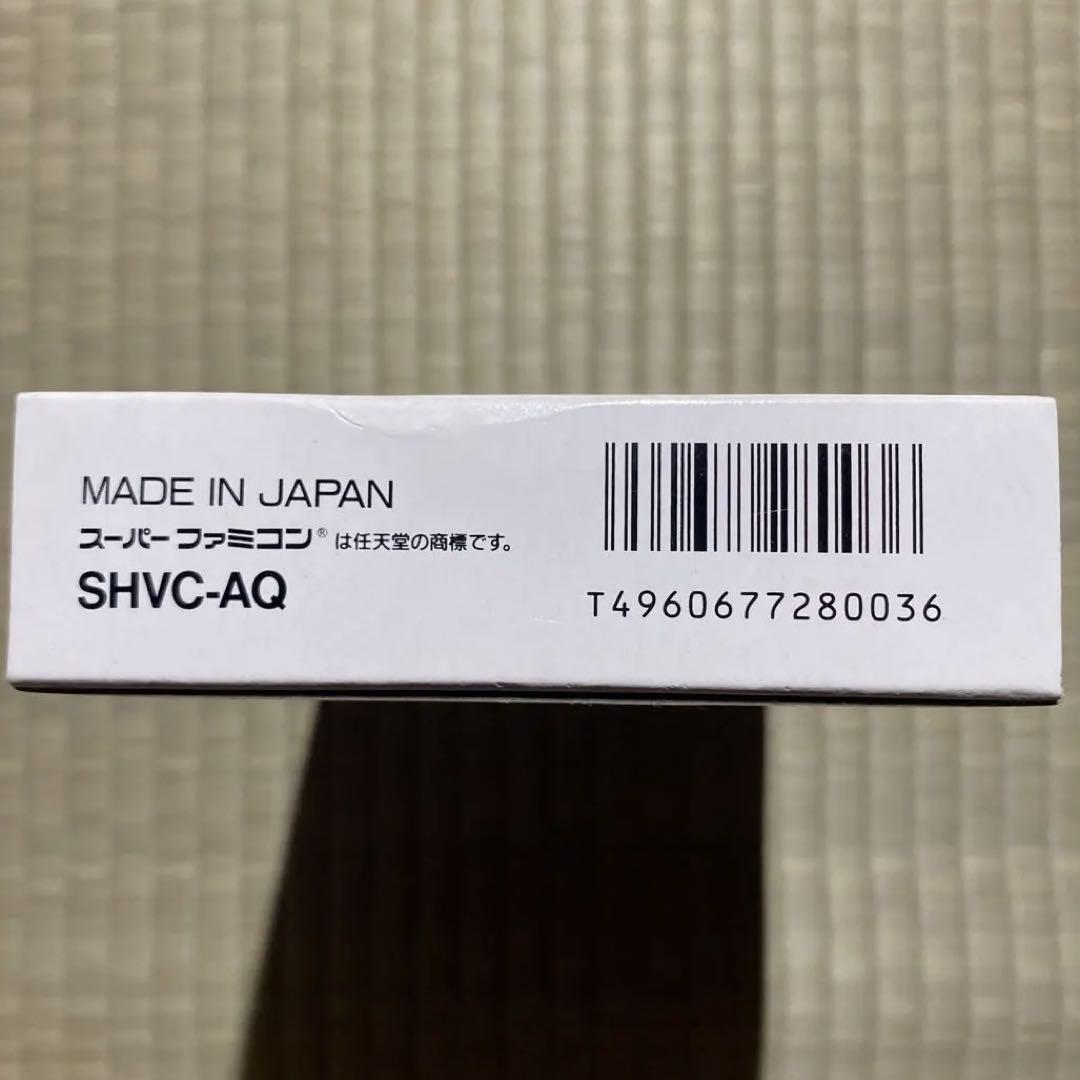 MADE IN JAPAN
スーパーファミコン®は任天堂の商標です。
SHVC-AQ
T4960677280036